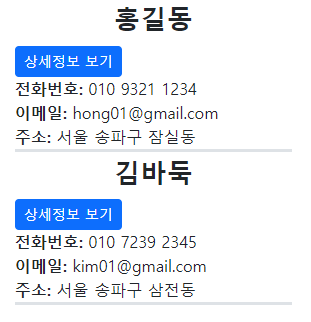 홍길동
상세정보 보기
전화번호: 010 9321 1234
이메일: hong01@gmail.com
주소: 서울 송파구 잠실동
김바둑
상세정보 보기
전화번호: 010 7239 2345
이메일: kim01@gmail.com
주소: 서울 송파구 삼전동